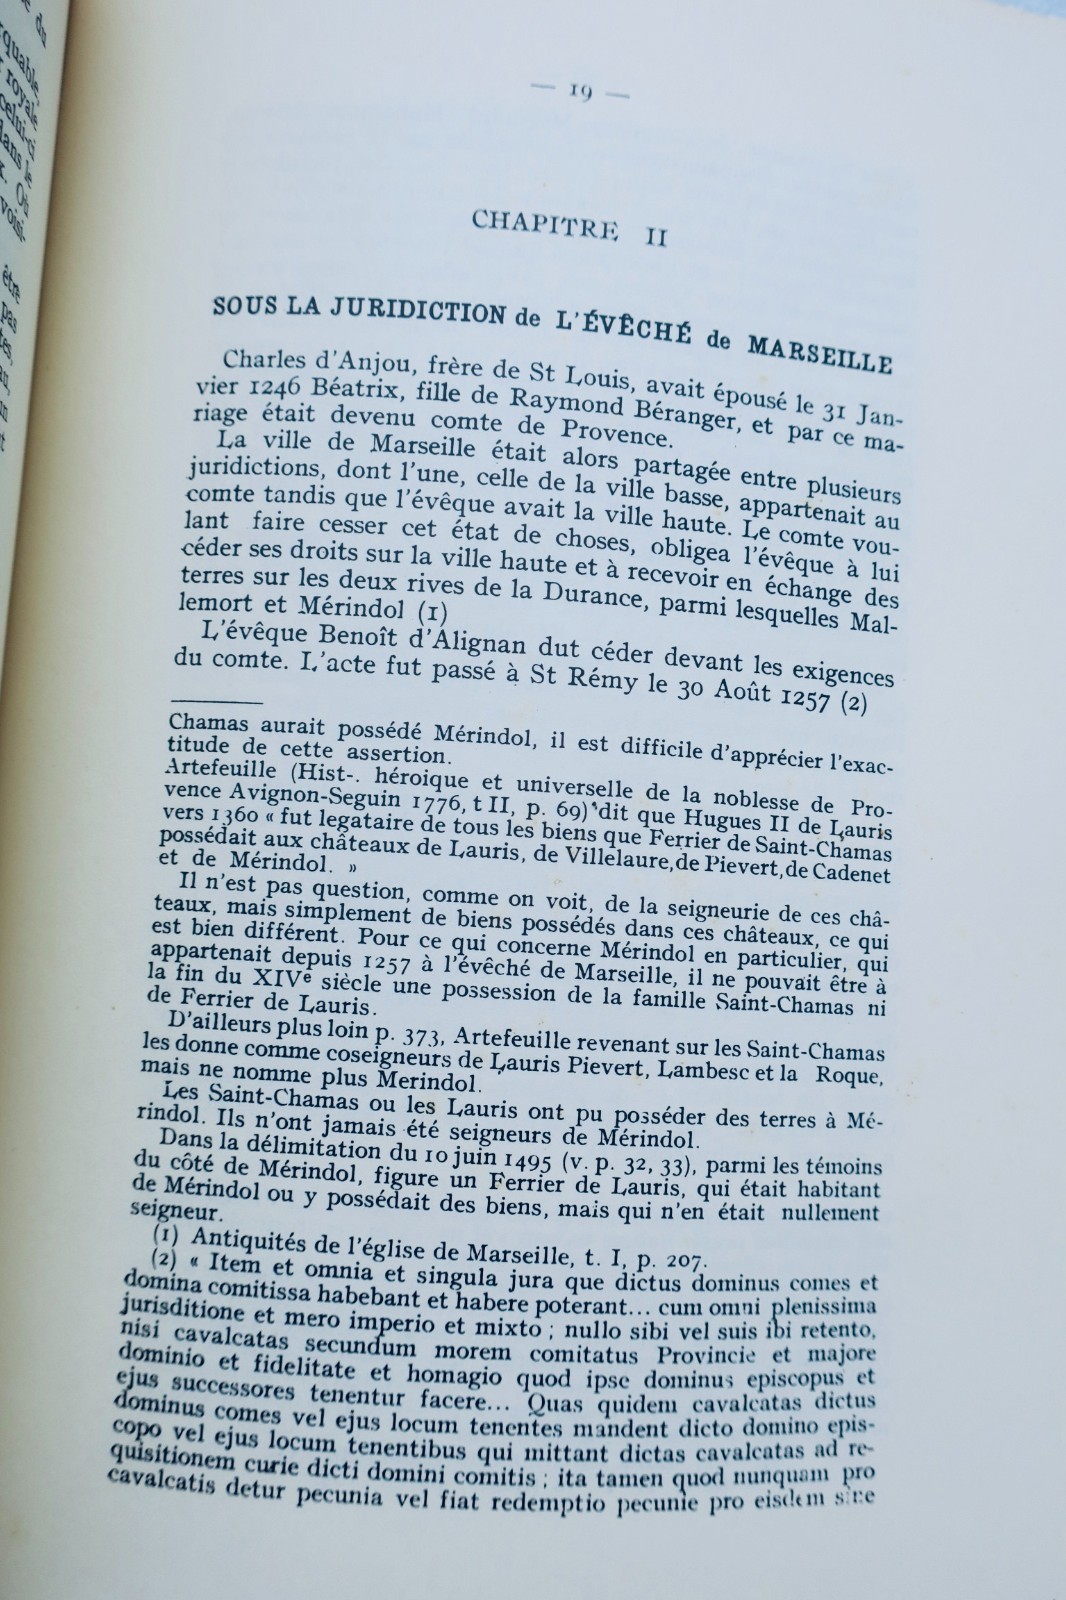 — 19 —
CHAPITRE II
SOUS LA JURIDICTION de L'ÉVÊCHÉ de MARSEILLE
Charles d'Anjou, frère de St Louis, avait épousé le 31 Jan-
vier 1246 Béatrix, fille de Raymond Béranger, et par ce ma-
riage était devenu comte de Provence.
La ville de Marseille était alors partagée entre plusieurs
juridictions, dont l'une, celle de la ville basse, appartenait au
comte tandis que l'évêque avait la ville haute. Le comte vou-
lant faire cesser cet état de choses, obligea l'évêque à lui
céder ses droits sur la ville haute et à recevoir en échange des
terres sur les deux rives de la Durance, parmi lesquelles Mal-
lemort et Mérindol (1)
L'évêque Benoît d'Alignan dut céder devant les exigences
du comte. L'acte fut passé à St Rémy le 30 Août 1257 (2)
Chamas aurait possédé Mérindol, il est difficile d'apprécier l'exac-
titude de cette assertion.
Artefeuille (Hist-. héroique et universelle de la noblesse de Pro-
vence Avignon-Seguin 1776, t II, p. 69) dit que Hugues II de Lauris
vers 1360 « fut legataire de tous les biens que Ferrier de Saint-Chamas
possédait aux châteaux de Lauris, de Villelaure, de Pievert, de Cadenet
et de Mérindol. »
Il n'est pas question, comme on voit, de la seigneurie de ces châ-
teaux, mais simplement de biens possédés dans ces châteaux, ce qui
est bien différent. Pour ce qui concerne Mérindol en particulier, qui
appartenait depuis 1257 à l'évêché de Marseille, il ne pouvait être à
la fin du XIVe siècle une possession de la famille Saint-Chamas ni
de Ferrier de Lauris.
D'ailleurs plus loin p. 373, Artefeuille revenant sur les Saint-Chamas
les donne comme coseigneurs de Lauris Pievert, Lambesc et la Roque,
mais ne nomme plus Merindol.
Les Saint-Chamas ou les Lauris ont pu posséder des terres à Mé-
rindol. Ils n'ont jamais été seigneurs de Mérindol.
Dans la délimitation du 10 juin 1495 (v. p. 32, 33), parmi les témoins
du côté de Mérindol, figure un Ferrier de Lauris, qui était habitant
de Mérindol ou y possédait des biens, mais qui n'en était nullement
seigneur.
(1) Antiquités de l'église de Marseille, t. I, p. 207.
(2) « Item et omnia et singula jura que dictus dominus comes et
domina comitissa habebant et habere poterant... cum omni plenissima
jurisditione et mero imperio et mixto ; nullo sibi vel suis ibi retento,
nisi cavalcatas secundum morem comitatus Provincie et majore
dominio et fidelitate et homagio quod ipse dominus episcopus et
ejus successores tenentur facere... Quas quidem cavalcatas dictus
dominus comes vel ejus locum tenentes mandent dicto domino epis-
copo vel ejus locum tenentibus qui mittant dictas cavalcatas ad re-
quisitionem curie dicti domini comitis ; ita tamen quod nunquam pro
cavalcatis detur pecunia vel fiat redemptio pecunie pro eisdem sine
du
quable,
royale
celui-ci
dans le
Où
voisi-
être
pas